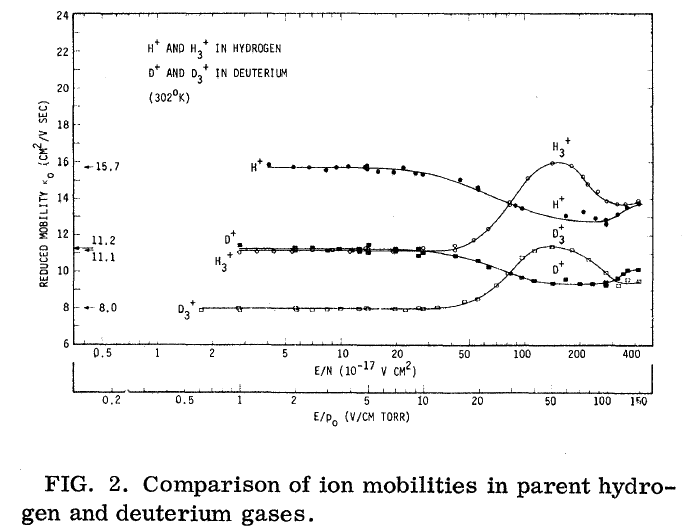 24
22
20
18
16
14
12
10
8
6
REDUCED MOBILITY κ₀ (CM²/V SEC)
H⁺ AND H₃⁺ IN HYDROGEN
D⁺ AND D₃⁺ IN DEUTERIUM
(302⁰K)
15.7
11.2
11.1
8.0
H⁺
D⁺
H₃⁺
D₃⁺
H₃⁺
H⁺
D₃⁺
D⁺
0.5 1 2 5 10 20 50 100 200 400
E/N (10⁻¹⁷ V CM²)
0.2 0.5 1 2 5 10 20 50 100 150
E/p₀ (V/CM TORR)
FIG. 2. Comparison of ion mobilities in parent hydro-
gen and deuterium gases.